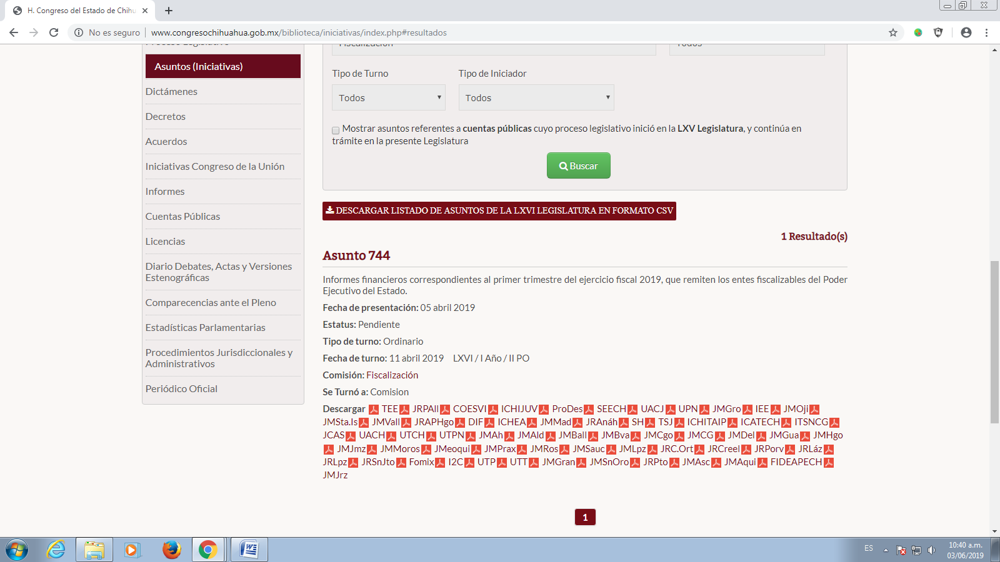 H. Congreso del Estado de Chihu
No es seguro | www.congresochihuahua.gob.mx/biblioteca/iniciativas/index.php#resultados
Proceso Legislativo
Asuntos (Iniciativas)
Dictámenes
Decretos
Acuerdos
Iniciativas Congreso de la Unión
Informes
Cuentas Públicas
Licencias
Diario Debates, Actas y Versiones
Estenográficas
Comparecencias ante el Pleno
Estadísticas Parlamentarias
Procedimientos Jurisdiccionales y
Administrativos
Periódico Oficial
Fiscalización Todos
Tipo de Turno Tipo de Iniciador
Todos Todos
Mostrar asuntos referentes a cuentas públicas cuyo proceso legislativo inició en la LXV Legislatura, y continúa en
trámite en la presente Legislatura
Buscar
DESCARGAR LISTADO DE ASUNTOS DE LA LXVI LEGISLATURA EN FORMATO CSV
1 Resultado(s)
Asunto 744
Informes financieros correspondientes al primer trimestre del ejercicio fiscal 2019, que remiten los entes fiscalizables del Poder
Ejecutivo del Estado.
Fecha de presentación: 05 abril 2019
Estatus: Pendiente
Tipo de turno: Ordinario
Fecha de turno: 11 abril 2019 LXVI / I Año / II PO
Comisión: Fiscalización
Se Turnó a: Comision
Descargar TEE JRPAll COESVI ICHIJUV ProDes SEECH UACJ UPN JMGro IEE JMOji
JMSta.Is JMVall JRAPHgo DIF ICHEA JMMad JRAnáh SH TSJ ICHITAIP ICATECH ITSNCG
JCAS UACH UTCH UTPN JMAh JMAld JMBall JMBva JMCgo JMCG JMDel JMGua JMHgo
JMJmz JMMoros JMeoqui JMPrax JMRos JMSauc JMLpz JRC.Ort JRCreel JRPorv JRLáz
JRLpz JRSnJto Fomix I2C UTP UTT JMGran JMSnOro JRPto JMAsc JMAqui FIDEAPECH
JMJrz
1
ES
10:40 a.m.
03/06/2019